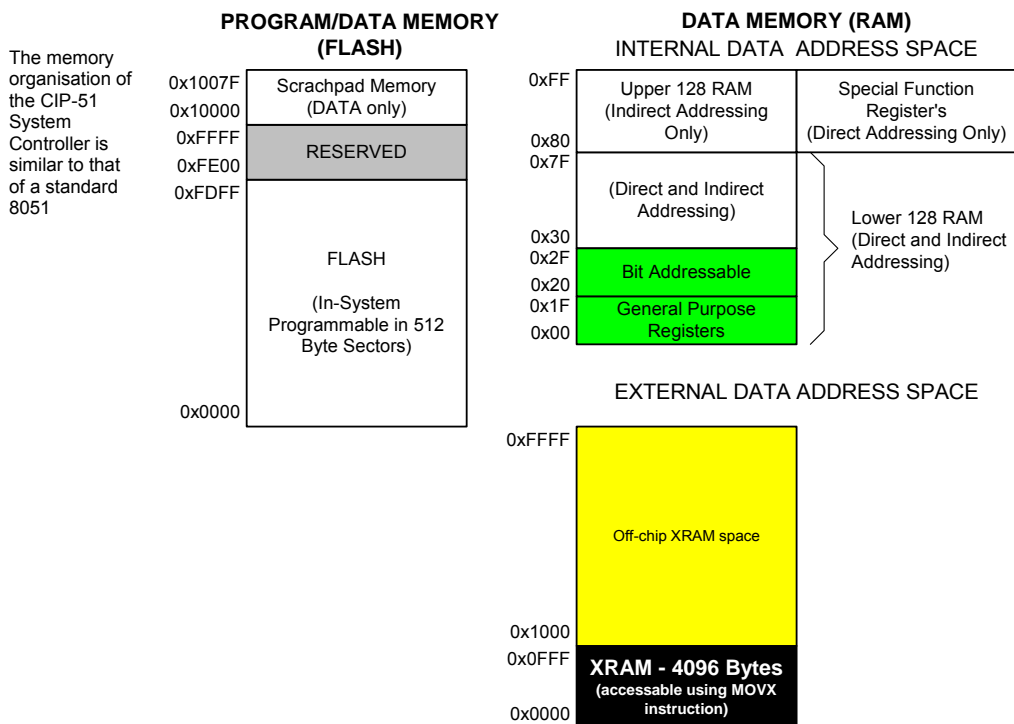 The memory
organisation of
the CIP-51
System
Controller is
similar to that
of a standard
8051
PROGRAM/DATA MEMORY
(FLASH)
0x1007F
0x10000
Scrachpad Memory
(DATA only)
0xFFFF
0xFE00
RESERVED
0xFDFF
FLASH
(In-System
Programmable in 512
Byte Sectors)
0x0000
DATA MEMORY (RAM)
INTERNAL DATA ADDRESS SPACE
0xFF
0x80
Upper 128 RAM
(Indirect Addressing
Only)
Special Function
Register's
(Direct Addressing Only)
0x7F
0x30
(Direct and Indirect
Addressing)
0x2F
0x20
Bit Addressable
0x1F
0x00
General Purpose
Registers
Lower 128 RAM
(Direct and Indirect
Addressing)
EXTERNAL DATA ADDRESS SPACE
0xFFFF
Off-chip XRAM space
0x1000
0x0FFF
XRAM - 4096 Bytes
(accessable using MOVX
instruction)
0x0000